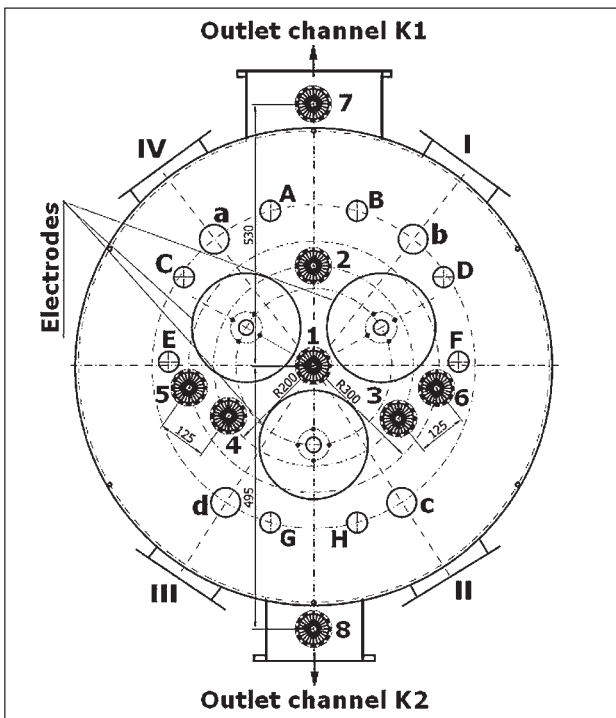 Outlet channel K1
7
IV
I
A
B
a
b
530
C
2
D
Electrodes
1
E
F
R200
R300
5
3
6
4
125
125
495
d
c
G
H
III
II
8
Outlet channel K2